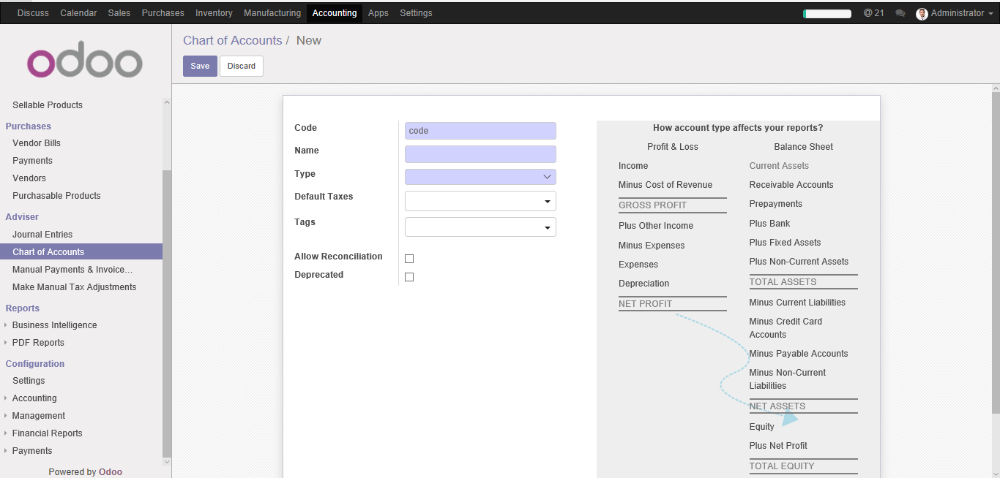 Discuss Calendar Sales Purchases Inventory Manufacturing Accounting Apps Settings @ 21 Administrator
odoo
Sellable Products
Purchases
Vendor Bills
Payments
Vendors
Purchasable Products
Adviser
Journal Entries
Chart of Accounts
Manual Payments & Invoice...
Make Manual Tax Adjustments
Reports
Business Intelligence
PDF Reports
Configuration
Settings
Accounting
Management
Financial Reports
Payments
Powered by Odoo
Chart of Accounts / New
Save Discard
Code code
Name
Type
Default Taxes
Tags
Allow Reconciliation
Deprecated
How account type affects your reports?
Profit & Loss
Income
Minus Cost of Revenue
GROSS PROFIT
Plus Other Income
Minus Expenses
Expenses
Depreciation
NET PROFIT
Balance Sheet
Current Assets
Receivable Accounts
Prepayments
Plus Bank
Plus Fixed Assets
Plus Non-Current Assets
TOTAL ASSETS
Minus Current Liabilities
Minus Credit Card
Accounts
Minus Payable Accounts
Minus Non-Current
Liabilities
NET ASSETS
Equity
Plus Net Profit
TOTAL EQUITY